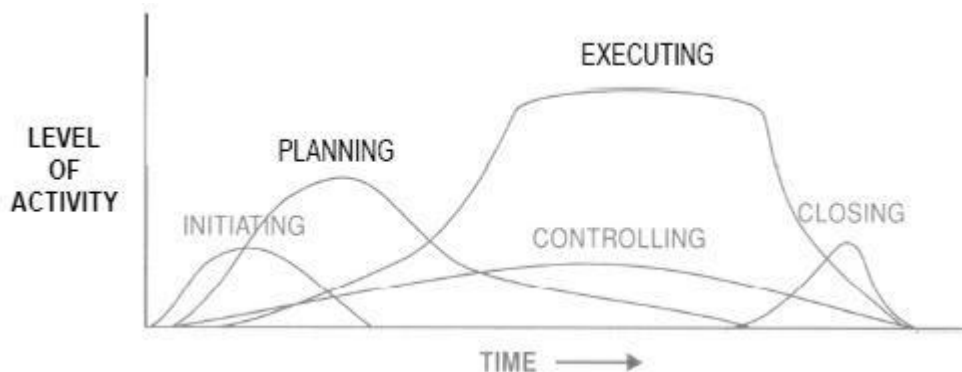 EXECUTING
LEVEL
OF
ACTIVITY
PLANNING
INITIATING
CONTROLLING
CLOSING
TIME